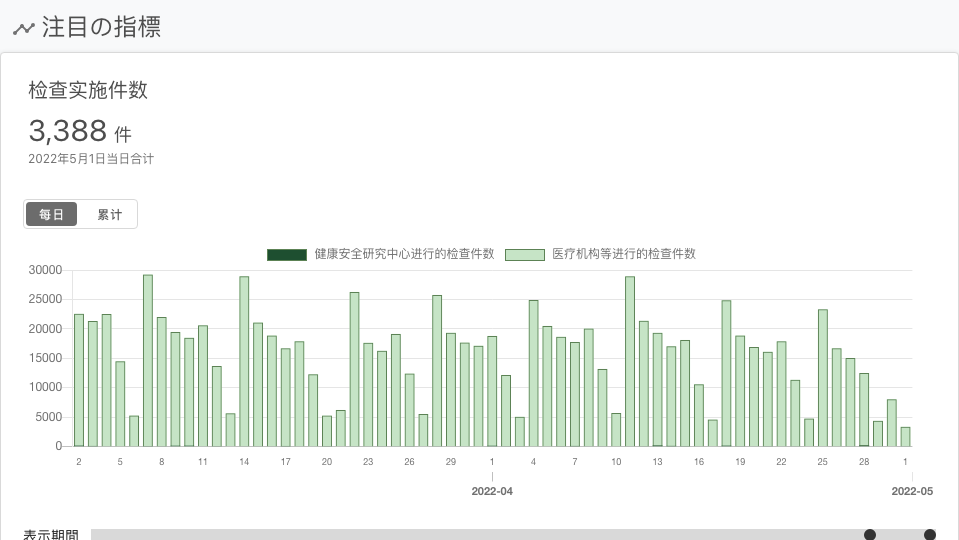 注目の指標
检查实施件数
3,388 件
2022年5月1日当日合计
每日 累计
健康安全研究中心进行的检查件数 医疗机构等进行的检查件数
30000
25000
20000
15000
10000
5000
0
2 5 8 11 14 17 20 23 26 29 1 4 7 10 13 16 19 22 25 28 1
2022-04 2022-05
表示期間